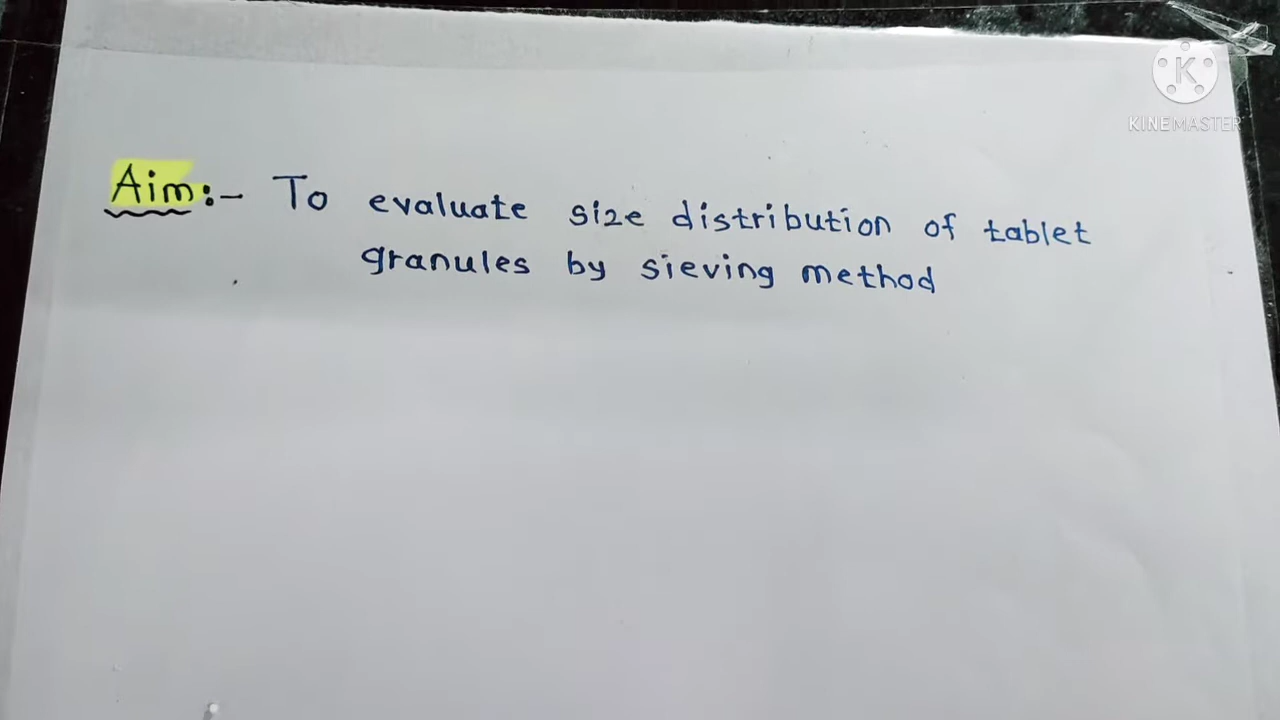 Aim:- To evaluate size distribution of tablet
granules by sieving method
K
KINEMASTER